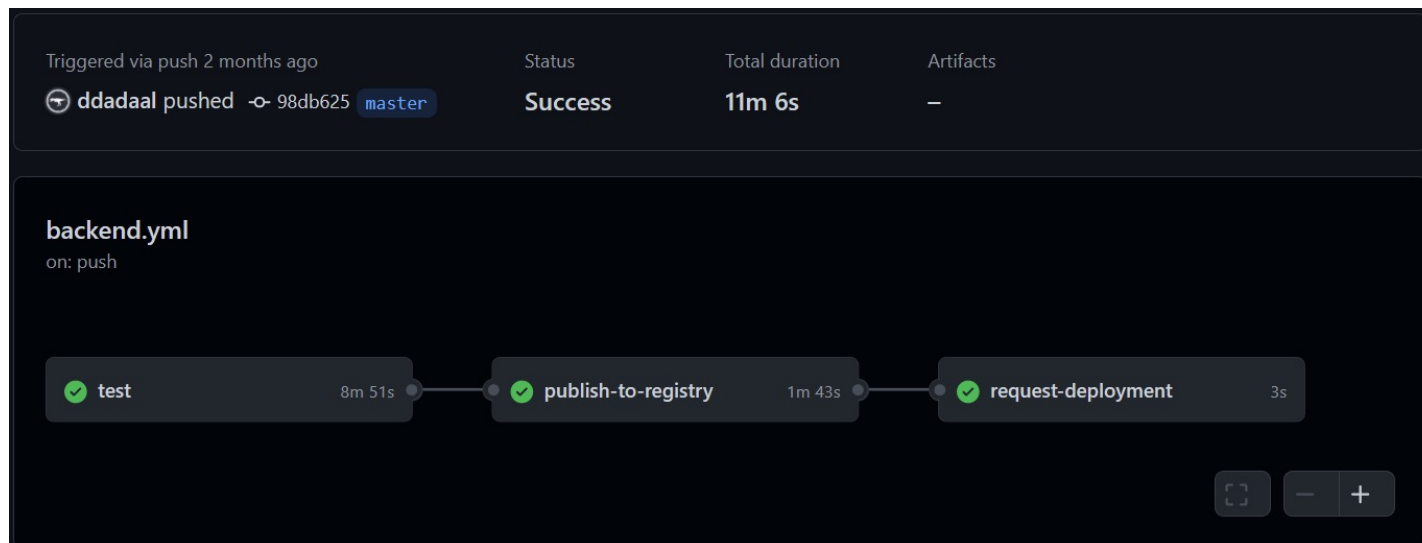 Triggered via push 2 months ago
ddadaal pushed 98db625 master
Status
Success
Total duration
11m 6s
Artifacts
–
backend.yml
on: push
test 8m 51s
publish-to-registry 1m 43s
request-deployment 3s